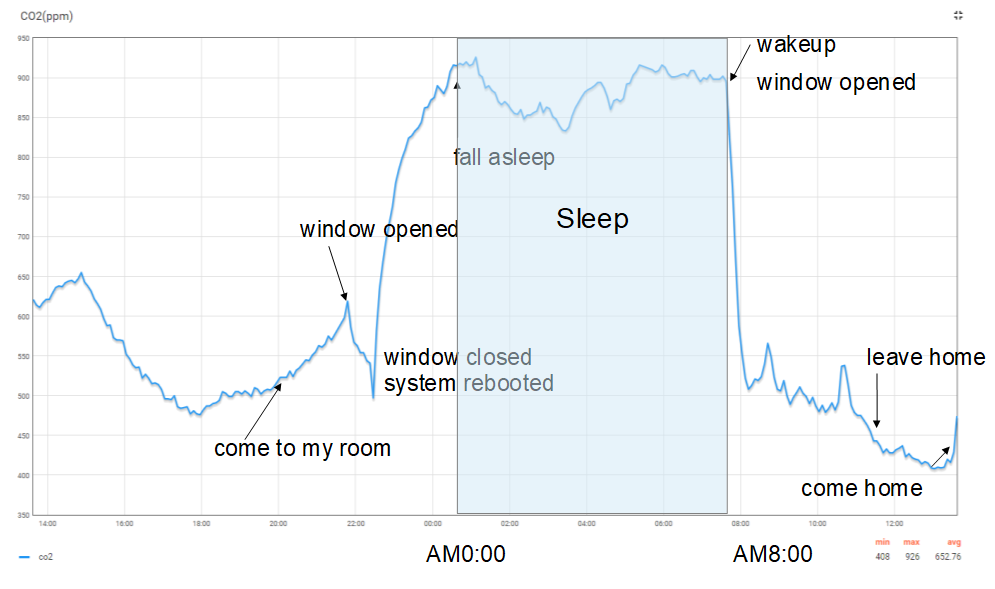 CO2(ppm)
950
900
850
800
750
700
650
600
550
500
450
400
350
wakeup
window opened
fall asleep
Sleep
window opened
window closed
system rebooted
come to my room
leave home
come home
14:00 16:00 18:00 20:00 22:00 00:00 02:00 04:00 06:00 08:00 10:00 12:00
AM0:00 AM8:00
min max avg
co2 408 926 652.76